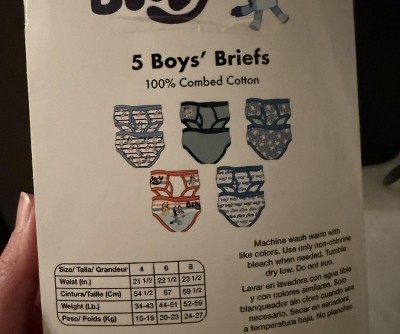 5 Boys' Briefs
100% Combed Cotton
Size/ Talla/ Grandeur 4 6 8
Waist (in.) 21 1/2 22 1/2 23 1/2
Cintura/Taille (Cm) 54 1/2 57 59 1/2
Weight (Lb.) 34-43 44-51 52-59
Peso/ Poids (Kg) 15-19 20-23 24-27
Machine wash warm with
like colors. Use only non-chlorine
bleach when needed. Tumble
dry low. Do not iron.
Lavar en lavadora con agua tibia
y con colores similares. Solo
blanqueador sin cloro cuando sea
necesario. Secar en secadora
a temperatura baja. No planchar.